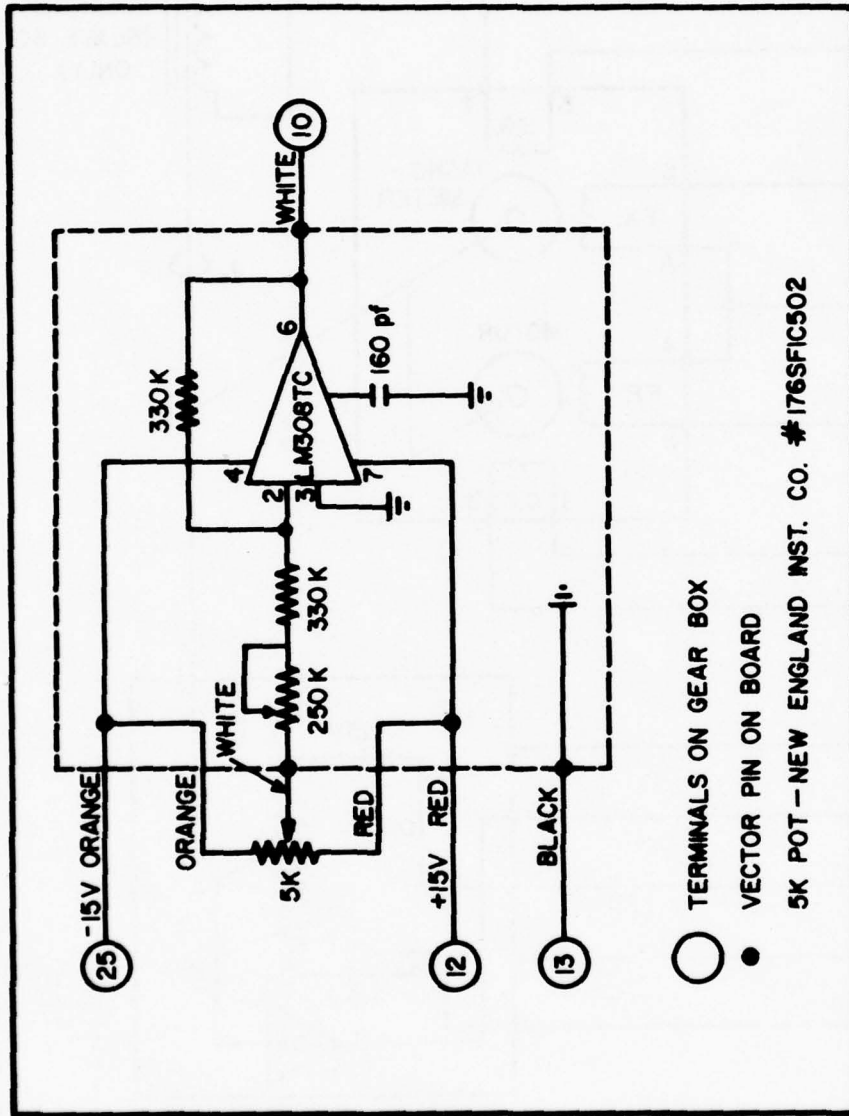 -15V ORANGE
25
ORANGE
WHITE
5K
RED
250K
330K
330K
4
2
3
7
6
LM308TC
160 pf
WHITE
10
+15V RED
12
BLACK
13
TERMINALS ON GEAR BOX
VECTOR PIN ON BOARD
5K POT-NEW ENGLAND INST. CO. #176SFIC502